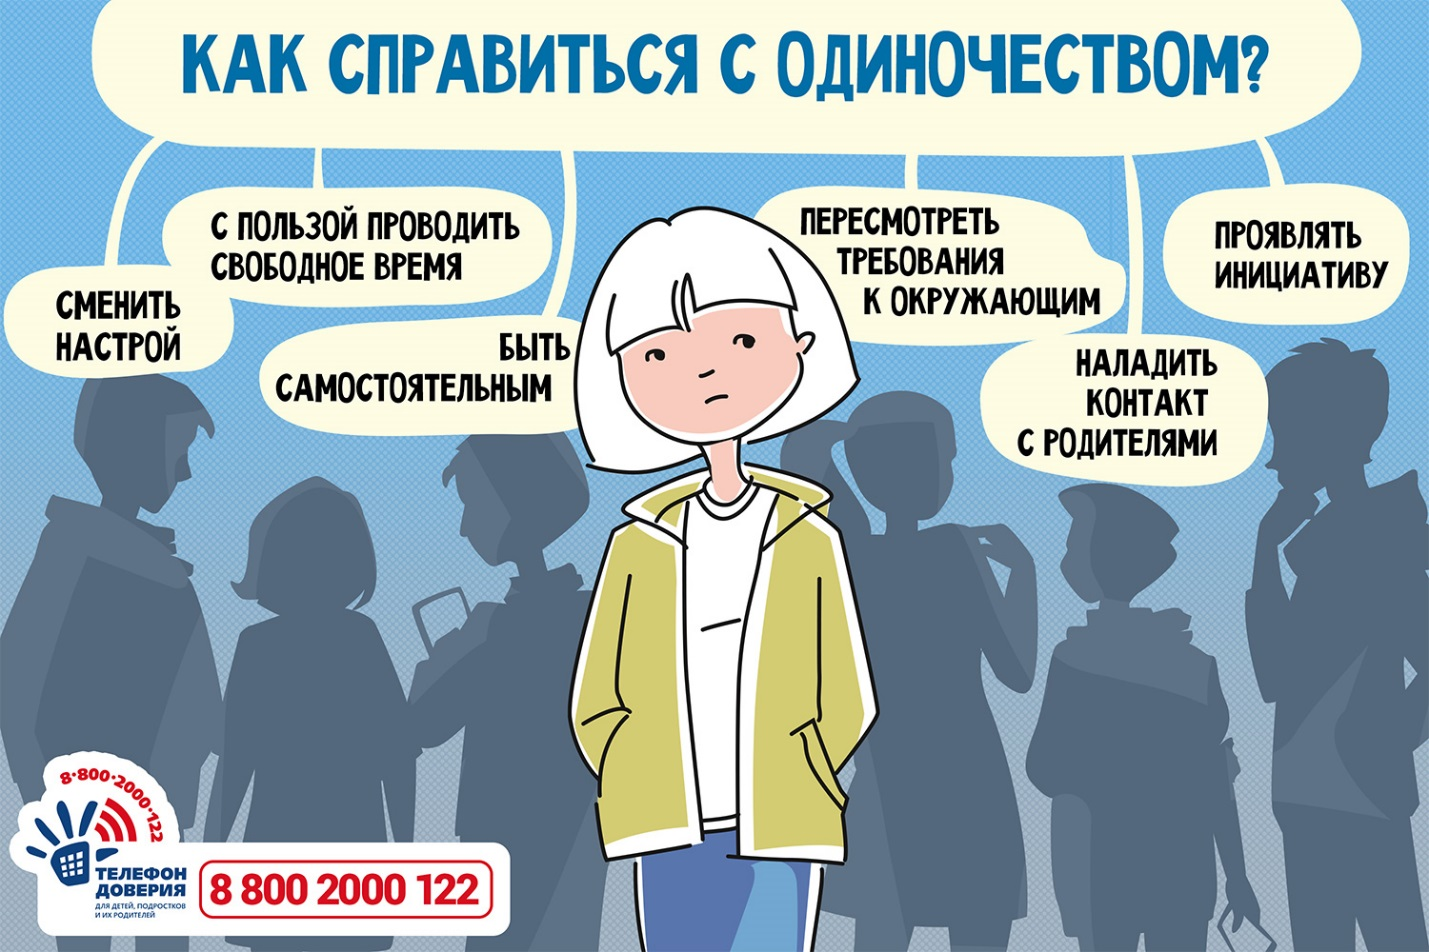 КАК СПРАВИТЬСЯ С ОДИНОЧЕСТВОМ?
СМЕНИТЬ
НАСТРОЙ
С ПОЛЬЗОЙ ПРОВОДИТЬ
СВОБОДНОЕ ВРЕМЯ
БЫТЬ
САМОСТОЯТЕЛЬНЫМ
ПЕРЕСМОТРЕТЬ
ТРЕБОВАНИЯ
К ОКРУЖАЮЩИМ
НАЛАДИТЬ
КОНТАКТ
С РОДИТЕЛЯМИ
ПРОЯВЛЯТЬ
ИНИЦИАТИВУ
8-800-2000-122
ТЕЛЕФОН
ДОВЕРИЯ
ДЛЯ ДЕТЕЙ, ПОДРОСТКОВ
И ИХ РОДИТЕЛЕЙ
8 800 2000 122